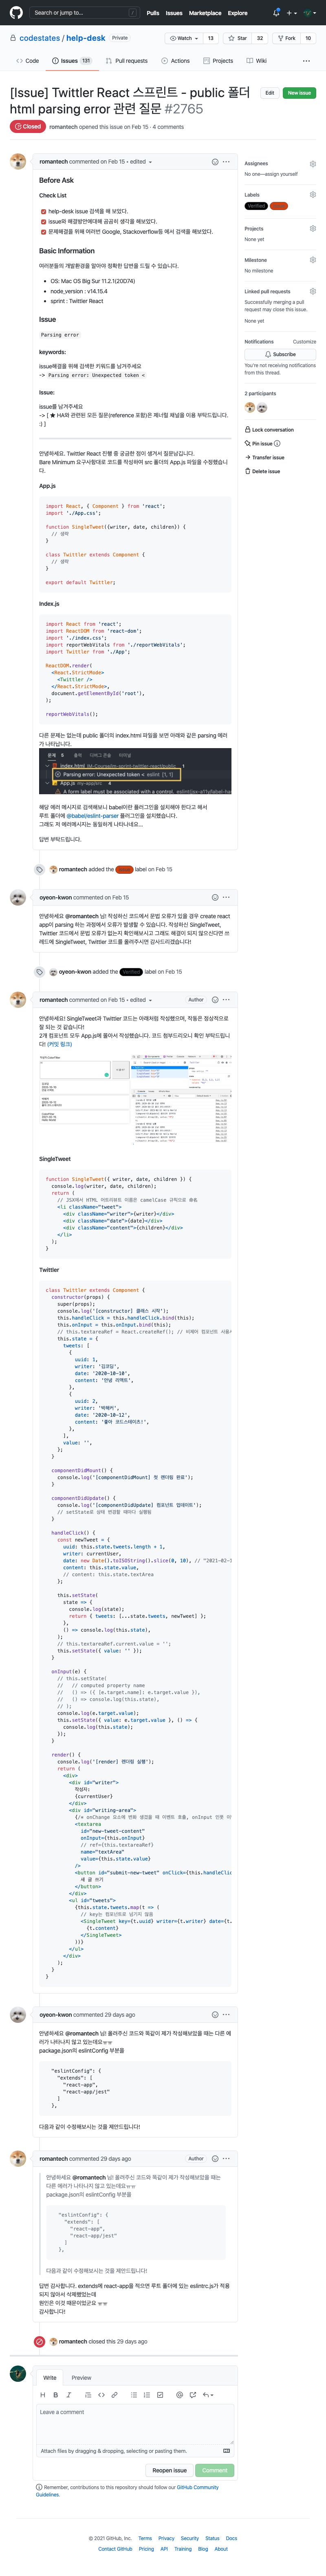 Search or jump to...
/
Pulls Issues Marketplace Explore
codestates / help-desk Private
Watch 13
Star 32
Fork 10
Code
Issues 131
Pull requests
Actions
Projects
Wiki
[Issue] Twittler React 스프린트 - public 폴더
html parsing error 관련 질문 #2765
Edit New issue
Closed romantech opened this issue on Feb 15 · 4 comments
romantech commented on Feb 15 • edited
Before Ask
Check List
help-desk issue 검색을 해 보았다.
issue와 해결방안에대해 곰곰히 생각을 해보았다.
문제해결을 위해 여러번 Google, Stackoverflow등 에서 검색을 해보았다.
Basic Information
여러분들의 개발환경을 알아야 정확한 답변을 드릴 수 있습니다.
OS: Mac OS Big Sur 11.2.1(20D74)
node_version : v14.15.4
sprint : Twittler React
Issue
Parsing error
keywords:
issue해결을 위해 검색한 키워드를 남겨주세요
-> Parsing error: Unexpected token <
Issue:
issue를 남겨주세요
-> [ ★ HA와 관련된 모든 질문(reference 포함)은 제너럴 채널을 이용 부탁드립니다.
:) ]
안녕하세요. Twittler React 진행 중 궁금한 점이 생겨서 질문남깁니다.
Bare Minimum 요구사항대로 코드를 작성하여 src 폴더의 App.js 파일을 수정했습니
다.
App.js
import React, { Component } from 'react';
import './App.css';
function SingleTweet({writer, date, children}) {
// 생략
}
class Twittler extends Component {
// 생략
}
export default Twittler;
Index.js
import React from 'react';
import ReactDOM from 'react-dom';
import './index.css';
import reportWebVitals from './reportWebVitals';
import Twittler from './App';
ReactDOM.render(
<React.StrictMode>
<Twittler />
</React.StrictMode>,
document.getElementById('root'),
);
reportWebVitals();
다른 문제는 없는데 public 폴더의 index.html 파일을 보면 아래와 같은 parsing 에러
가 나타납니다.
문제 5 출력 디버그 콘솔 터미널
Parsing error: Unexpected token < eslint [1, 1]
App.js
A form label must be associated with a control.
해당 에러 메시지로 검색해보니 babel이란 플러그인을 설치해야 한다고 해서
루트 폴더에 @babel/eslint-parser 플러그인을 설치했습니다.
그래도 저 에러메시지는 동일하게 나타나네요...
답변 부탁드립니다.
romantech added the label on Feb 15
oyeon-kwon commented on Feb 15
안녕하세요 @romantech 님! 작성하신 코드에서 문법 오류가 있을 경우 create react
app이 parsing 하는 과정에서 오류가 발생할 수 있습니다. 작성하신 SingleTweet,
Twittler 코드에서 문법 오류가 없는지 확인해보시고 그래도 해결이 되지 않으신다면 쓰
레드에 SingleTweet, Twittler 코드를 올려주시면 감사드리겠습니다!
oyeon-kwon added the Verified label on Feb 15
romantech commented on Feb 15 • edited Author
안녕하세요! SingleTweet과 Twittler 코드는 아래처럼 작성했으며, 작동은 정상적으로
잘 되는 것 같습니다!
2개 컴포넌트 모두 App.js에 몰아서 작성했습니다. 코드 첨부드리오니 확인 부탁드립니
다! (커밋 링크)
SingleTweet
function SingleTweet({ writer, date, children }) {
console.log(writer, date, children);
return (
// JSX에서 HTML 어트리뷰트 이름은 camelCase 규칙으로 충족
<li className="tweet">
<div className="writer">{writer}</div>
<div className="date">{date}</div>
<div className="content">{children}</div>
</li>
);
}
Twittler
class Twittler extends Component {
constructor(props) {
super(props);
console.log('[constructor] 클래스 시작');
this.handleClick = this.handleClick.bind(this);
this.onInput = this.onInput.bind(this);
// this.textareaRef = React.createRef(); // 비제어 컴포넌트 사용시
this.state = {
tweets: [
{
uuid: 1,
writer: '김코딩',
date: '2020-10-10',
content: '안녕 리액트',
},
{
uuid: 2,
writer: '박해커',
date: '2020-10-12',
content: '좋아 코드스테이츠!',
},
],
value: '',
};
}
componentDidMount() {
console.log('[componentDidMount] 첫 랜더링 완료');
}
componentDidUpdate() {
console.log('[componentDidUpdate] 컴포넌트 업데이트');
// setState로 상태 변경할 때마다 실행됨
}
handleClick() {
const newTweet = {
uuid: this.state.tweets.length + 1,
writer: currentUser,
date: new Date().toISOString().slice(0, 10), // "2021-02-1
content: this.state.value,
// content: this.state.textArea
};
this.setState(
state => {
console.log(state);
return { tweets: [...state.tweets, newTweet] };
},
() => console.log(this.state),
);
// this.textareaRef.current.value = '';
this.setState({ value: '' });
}
onInput(e) {
// this.setState(
// // computed property name
// () => ({ [e.target.name]: e.target.value }),
// () => console.log(this.state),
// );
console.log(e.target.value);
this.setState({ value: e.target.value }, () => {
console.log(this.state);
});
}
render() {
console.log('[render] 랜더링 실행');
return (
<div>
<div id="writer">
작성자:
{currentUser}
</div>
<div id="writing-area">
<textarea
id="new-tweet-content"
onInput={this.onInput}
// ref={this.textareaRef}
name="textArea"
value={this.state.value}
/>
<button id="submit-new-tweet" onClick={this.handleClic
새 글 쓰기
</button>
</div>
<ul id="tweets">
{this.state.tweets.map(t => (
// key는 컴포넌트로 넘기지 않음
<SingleTweet key={t.uuid} writer={t.writer} date={t.
{t.content}
</SingleTweet>
))}
</ul>
</div>
);
}
}
oyeon-kwon commented 29 days ago
안녕하세요 @romantech 님! 올려주신 코드와 똑같이 제가 작성해보았을 때는 다른 에
러가 나타나지 않고 있는데요ㅠㅠ
package.json의 eslintConfig 부분을
"eslintConfig": {
"extends": [
"react-app",
"react-app/jest"
]
},
다음과 같이 수정해보시는 것을 제안드립니다!
romantech commented 29 days ago Author
안녕하세요 @romantech 님! 올려주신 코드와 똑같이 제가 작성해보았을 때는
다른 에러가 나타나지 않고 있는데요ㅠㅠ
package.json의 eslintConfig 부분을
"eslintConfig": {
"extends": [
"react-app",
"react-app/jest"
]
},
다음과 같이 수정해보시는 것을 제안드립니다!
답변 감사합니다. extends에 react-app을 적으면 루트 폴더에 있는 eslintrc.js가 적용
되지 않아서 삭제했었는데
원인은 이것 때문이었군요 ㅠㅠ
감사합니다!
romantech closed this 29 days ago
Write Preview
Leave a comment
Attach files by dragging & dropping, selecting or pasting them.
Reopen issue Comment
Remember, contributions to this repository should follow our GitHub Community
Guidelines.
Assignees
No one—assign yourself
Labels
Verified
Projects
None yet
Milestone
No milestone
Linked pull requests
Successfully merging a pull
request may close this issue.
None yet
Notifications Customize
Subscribe
You're not receiving notifications
from this thread.
2 participants
Lock conversation
Pin issue
Transfer issue
Delete issue
© 2021 GitHub, Inc. Terms Privacy Security Status Docs
Contact GitHub Pricing API Training Blog About